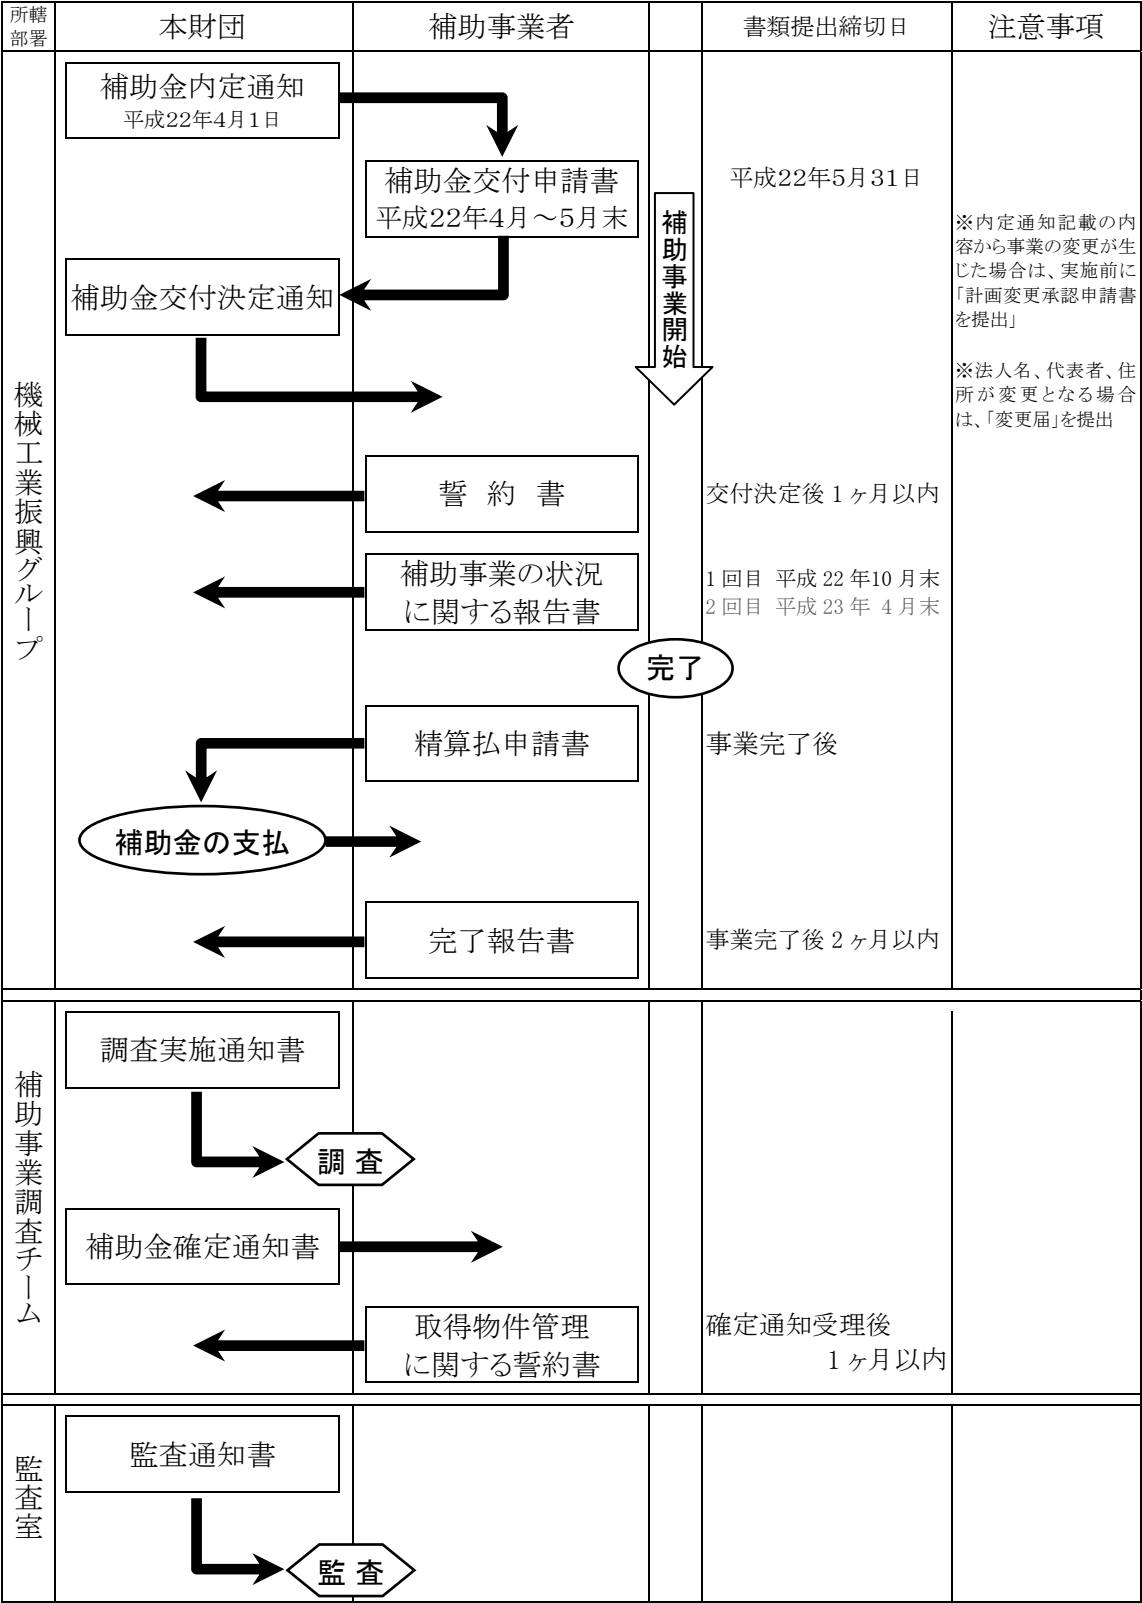 所轄
部署
本財団
補助事業者
書類提出締切日
注意事項
機械工業振興グループ
補助金内定通知
平成22年4月1日
補助金交付申請書
平成22年4月～5月末
平成22年5月31日
補助事業開始
※内定通知記載の内
容から事業の変更が生
じた場合は、実施前に
「計画変更承認申請書
を提出」
※法人名、代表者、住
所が変更となる場合
は、「変更届」を提出
補助金交付決定通知
誓 約 書
交付決定後 1 ヶ月以内
補助事業の状況
に関する報告書
1 回目 平成 22 年10 月末
2 回目 平成 23 年 4 月末
完了
精算払申請書
事業完了後
補助金の支払
完了報告書
事業完了後 2 ヶ月以内
補助事業調査チーム
調査実施通知書
調 査
補助金確定通知書
取得物件管理
に関する誓約書
確定通知受理後
1 ヶ月以内
監査室
監査通知書
監 査